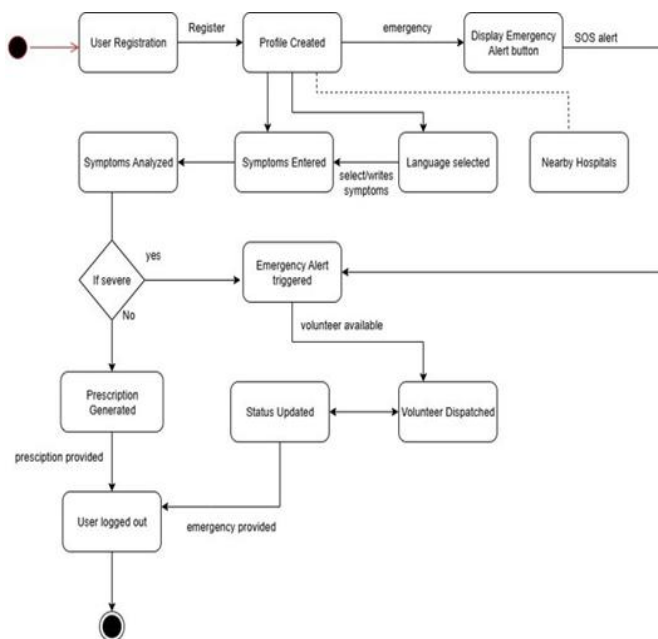 User Registration
Register
Profile Created
emergency
Display Emergency
Alert button
SOS alert
Symptoms Analyzed
Symptoms Entered
select/writes
symptoms
Language selected
Nearby Hospitals
If severe
yes
No
Emergency Alert
triggered
volunteer available
Prescription
Generated
Status Updated
Volunteer Dispatched
presciption provided
User logged out
emergency provided